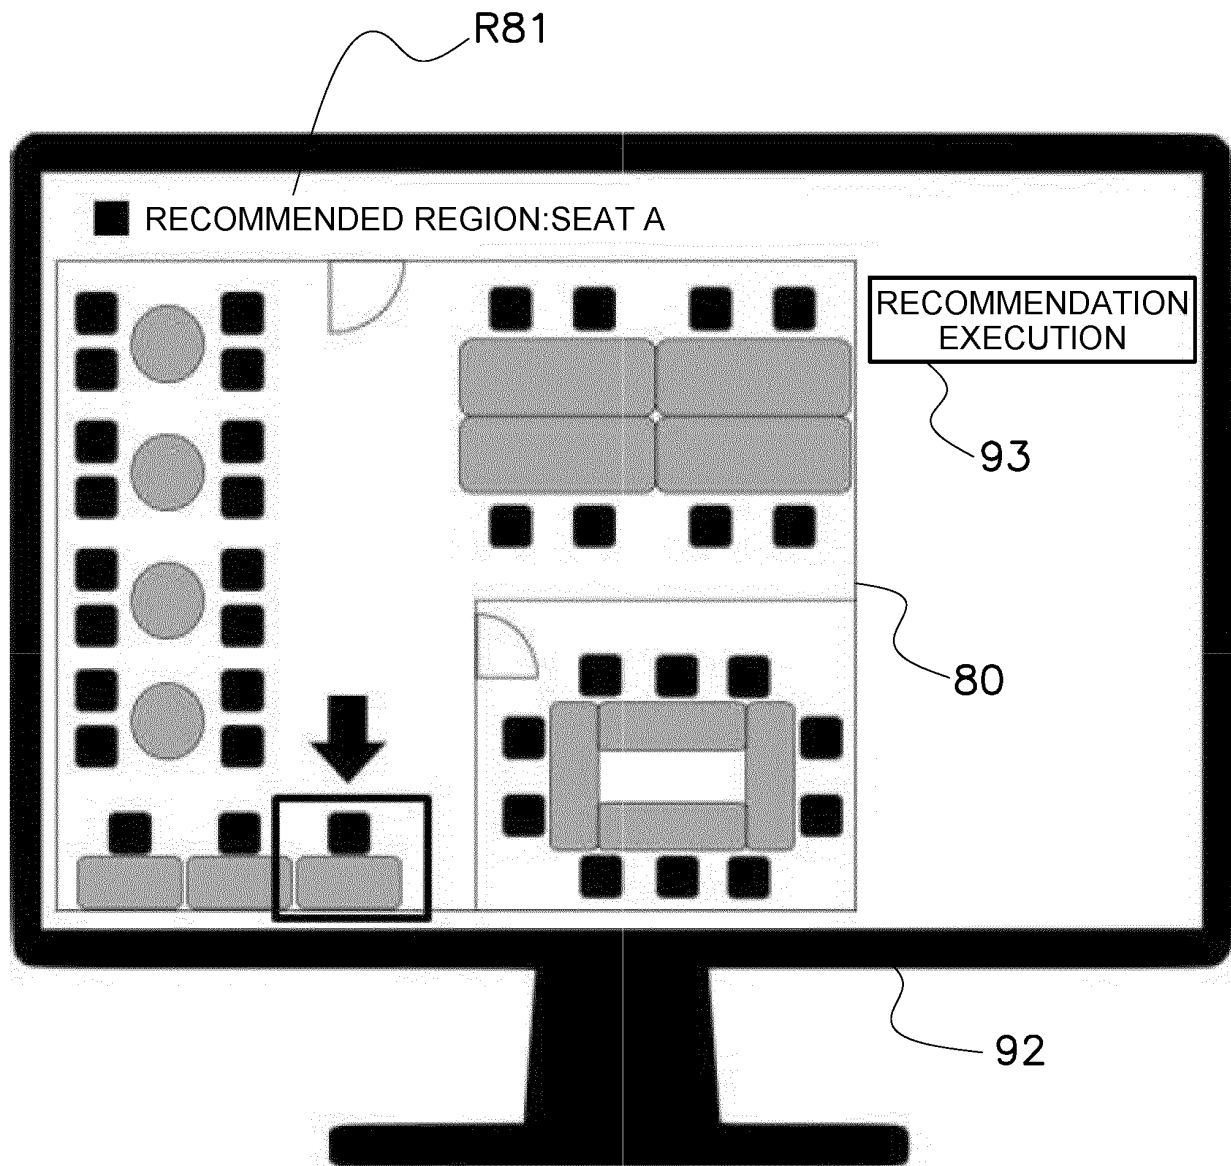 R81
RECOMMENDED REGION:SEAT A
RECOMMENDATION
EXECUTION
93
80
92